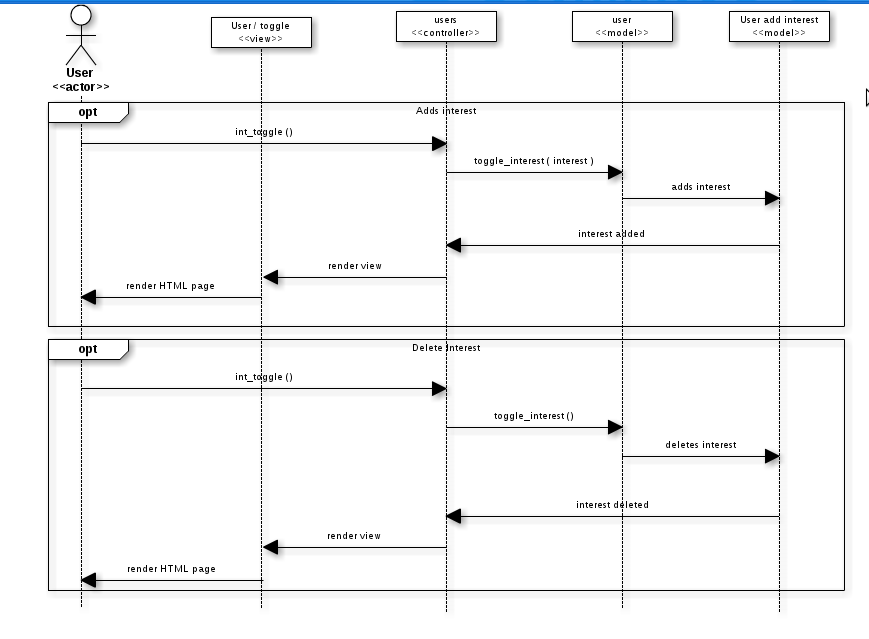 User
<<actor>>
User / toggle
<<view>>
users
<<controller>>
user
<<model>>
User add interest
<<model>>
opt
Adds interest
int_toggle ()
toggle_interest ( interest )
adds interest
interest added
render view
render HTML page
opt
Delete Interest
int_toggle ()
toggle_interest ()
deletes interest
interest deleted
render view
render HTML page